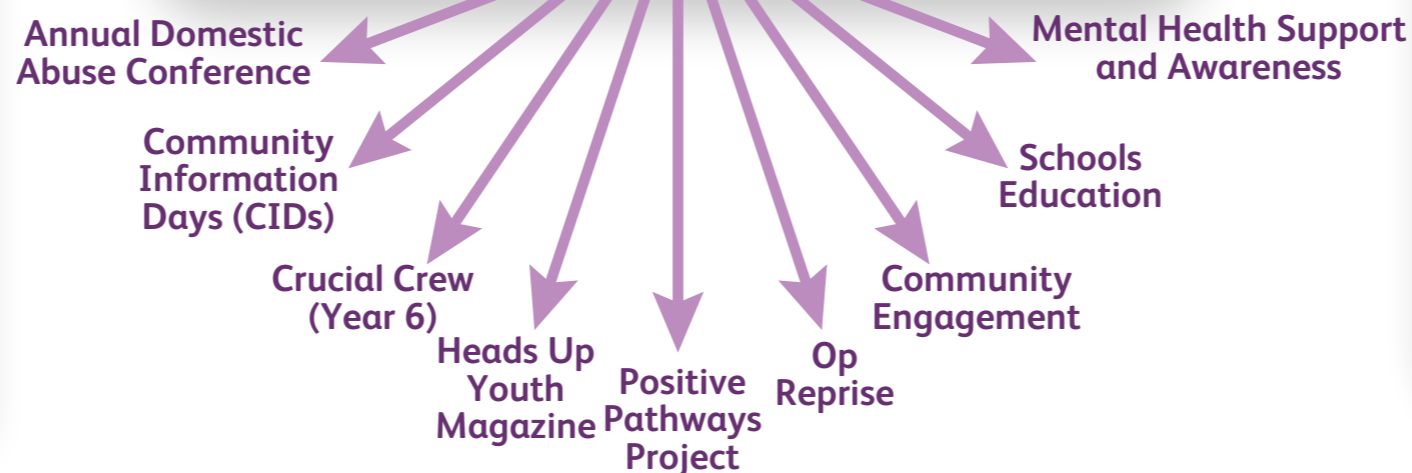 Annual Domestic
Abuse Conference
Community
Information
Days (CIDs)
Crucial Crew
(Year 6)
Heads Up
Youth
Magazine
Positive
Pathways
Project
Op
Reprise
Community
Engagement
Schools
Education
Mental Health Support
and Awareness